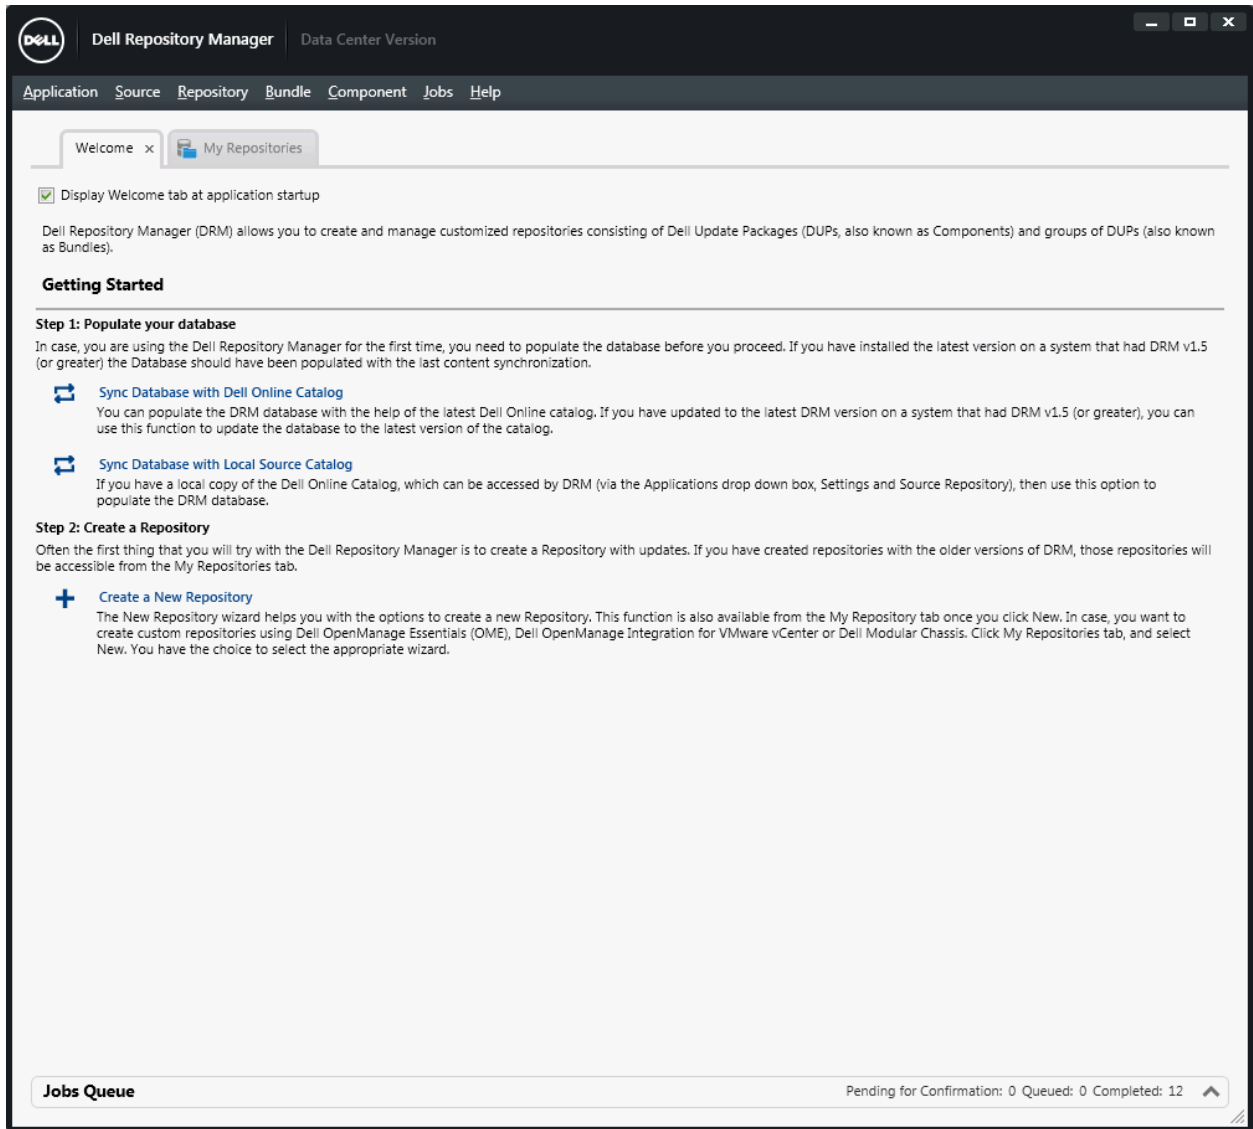 DELL
Dell Repository Manager
Data Center Version
Application Source Repository Bundle Component Jobs Help
Welcome x
My Repositories
Display Welcome tab at application startup
Dell Repository Manager (DRM) allows you to create and manage customized repositories consisting of Dell Update Packages (DUPs, also known as Components) and groups of DUPs (also known
as Bundles).
Getting Started
Step 1: Populate your database
In case, you are using the Dell Repository Manager for the first time, you need to populate the database before you proceed. If you have installed the latest version on a system that had DRM v1.5
(or greater) the Database should have been populated with the last content synchronization.
Sync Database with Dell Online Catalog
You can populate the DRM database with the help of the latest Dell Online catalog. If you have updated to the latest DRM version on a system that had DRM v1.5 (or greater), you can
use this function to update the database to the latest version of the catalog.
Sync Database with Local Source Catalog
If you have a local copy of the Dell Online Catalog, which can be accessed by DRM (via the Applications drop down box, Settings and Source Repository), then use this option to
populate the DRM database.
Step 2: Create a Repository
Often the first thing that you will try with the Dell Repository Manager is to create a Repository with updates. If you have created repositories with the older versions of DRM, those repositories will
be accessible from the My Repositories tab.
Create a New Repository
The New Repository wizard helps you with the options to create a new Repository. This function is also available from the My Repository tab once you click New. In case, you want to
create custom repositories using Dell OpenManage Essentials (OME), Dell OpenManage Integration for VMware vCenter or Dell Modular Chassis. Click My Repositories tab, and select
New. You have the choice to select the appropriate wizard.
Jobs Queue
Pending for Confirmation: 0 Queued: 0 Completed: 12